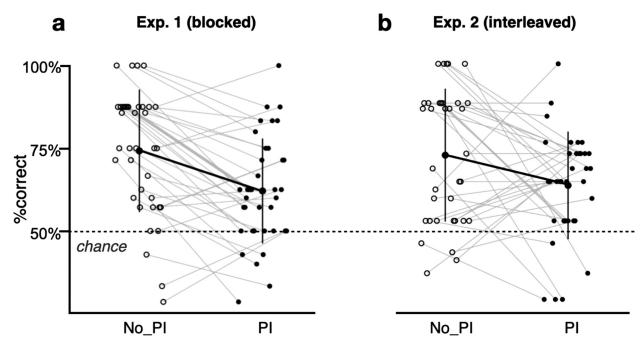 a Exp. 1 (blocked)
b Exp. 2 (interleaved)
100%
75%
50%
%correct
chance
No_PI PI
No_PI PI